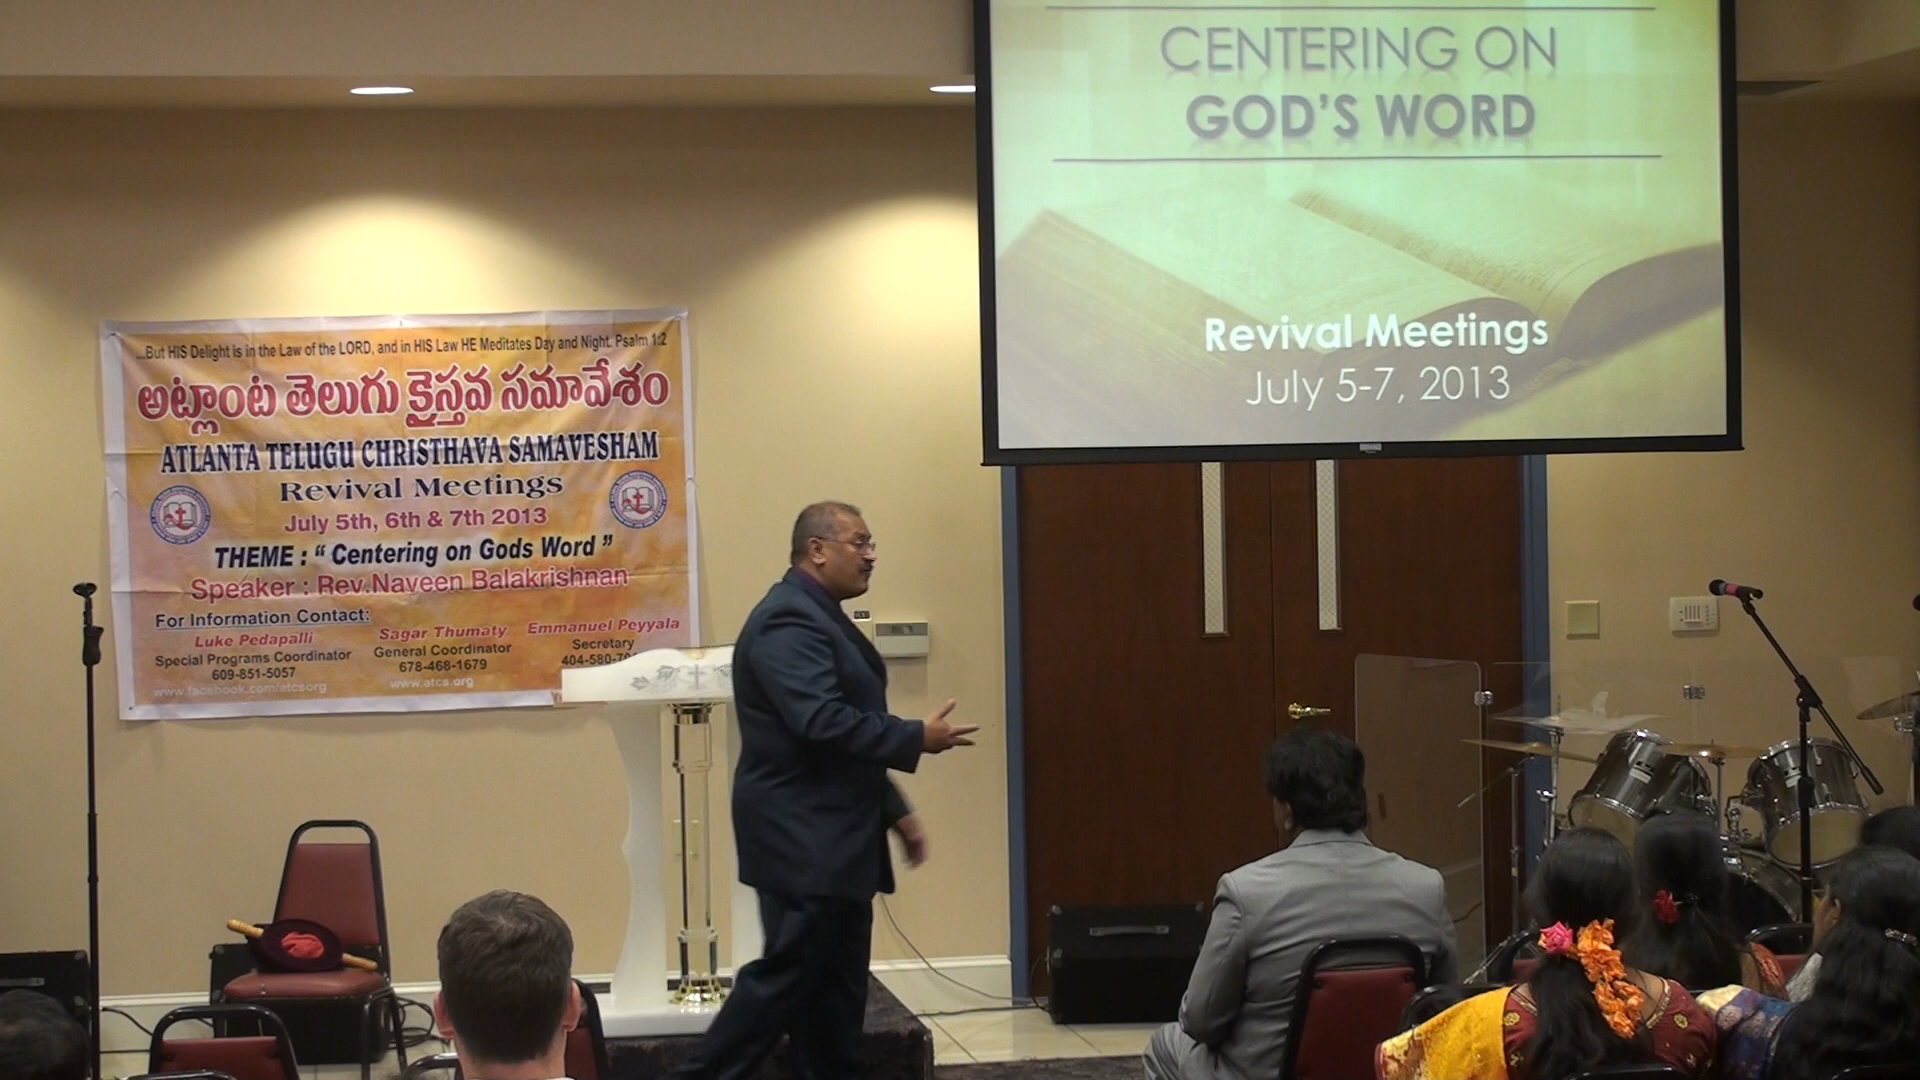 CENTERING ON
GOD'S WORD
Revival Meetings
July 5-7, 2013
...But HIS Delight is in the Law of the LORD, and in HIS Law HE Meditates Day and Night. Psalm 1:2
అట్లాంట తెలుగు క్రైస్తవ సమావేశం
ATLANTA TELUGU CHRISTHAVA SAMAVESHAM
Revival Meetings
July 5th, 6th & 7th 2013
THEME : “ Centering on Gods Word ”
Speaker : Rev.Naveen Balakrishnan
For Information Contact:
Luke Pedapalli
Special Programs Coordinator
609-851-5057
www.facebook.com/atcsorg
Sagar Thumaty
General Coordinator
678-468-1679
www.atcs.org
Emmanuel Peyyala
Secretary
404-580-